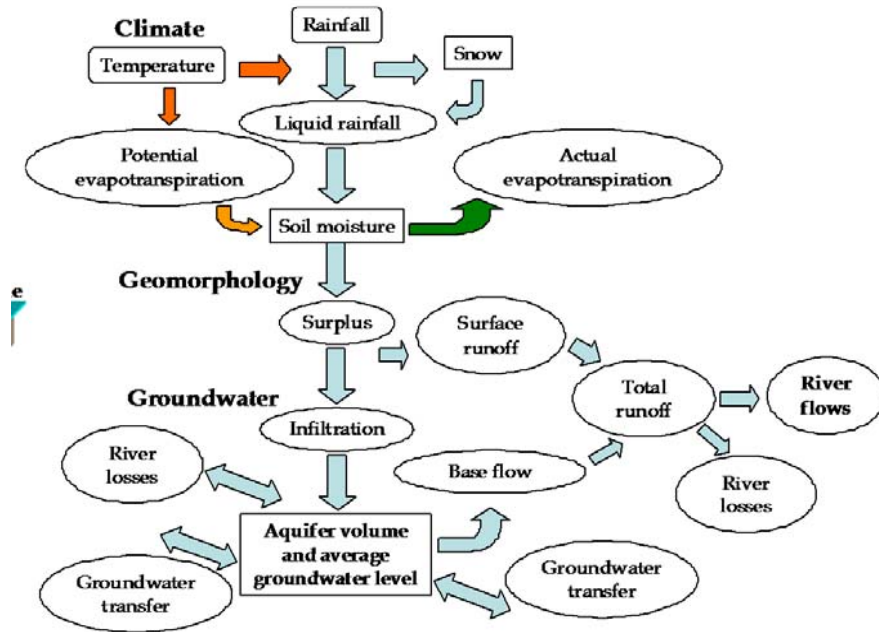 Climate
Rainfall
Temperature
Snow
Liquid rainfall
Potential
evapotranspiration
Actual
evapotranspiration
Soil moisture
e
Geomorphology
Surplus
Surface
runoff
Groundwater
Total
runoff
River
flows
Infiltration
River
losses
Base flow
River
losses
Aquifer volume
and average
groundwater level
Groundwater
transfer
Groundwater
transfer